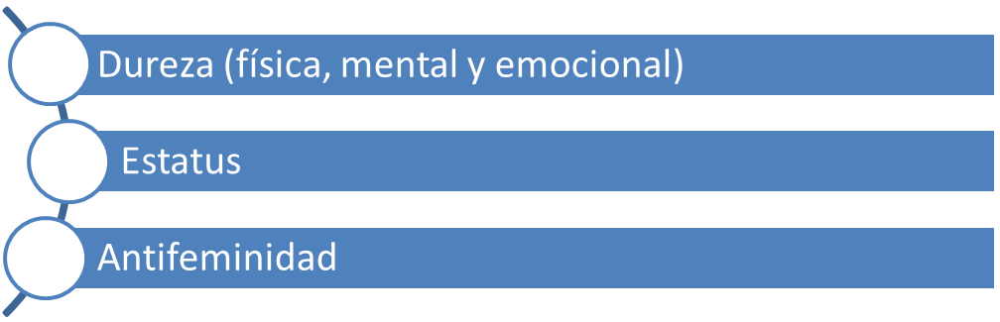 Dureza (física, mental y emocional)
Estatus
Antifeminidad